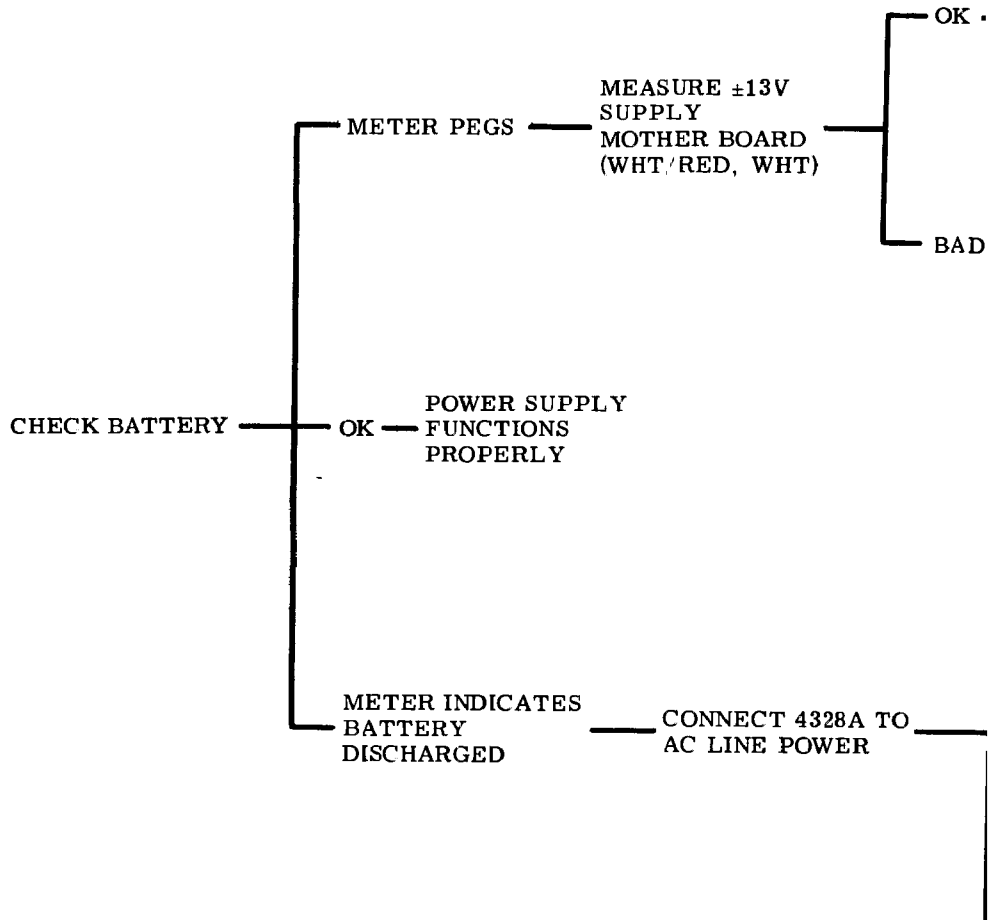 OK
METER PEGS
MEASURE ±13V
SUPPLY
MOTHER BOARD
(WHT/RED, WHT)
BAD
CHECK BATTERY
OK
POWER SUPPLY
FUNCTIONS
PROPERLY
METER INDICATES
BATTERY
DISCHARGED
CONNECT 4328A TO
AC LINE POWER